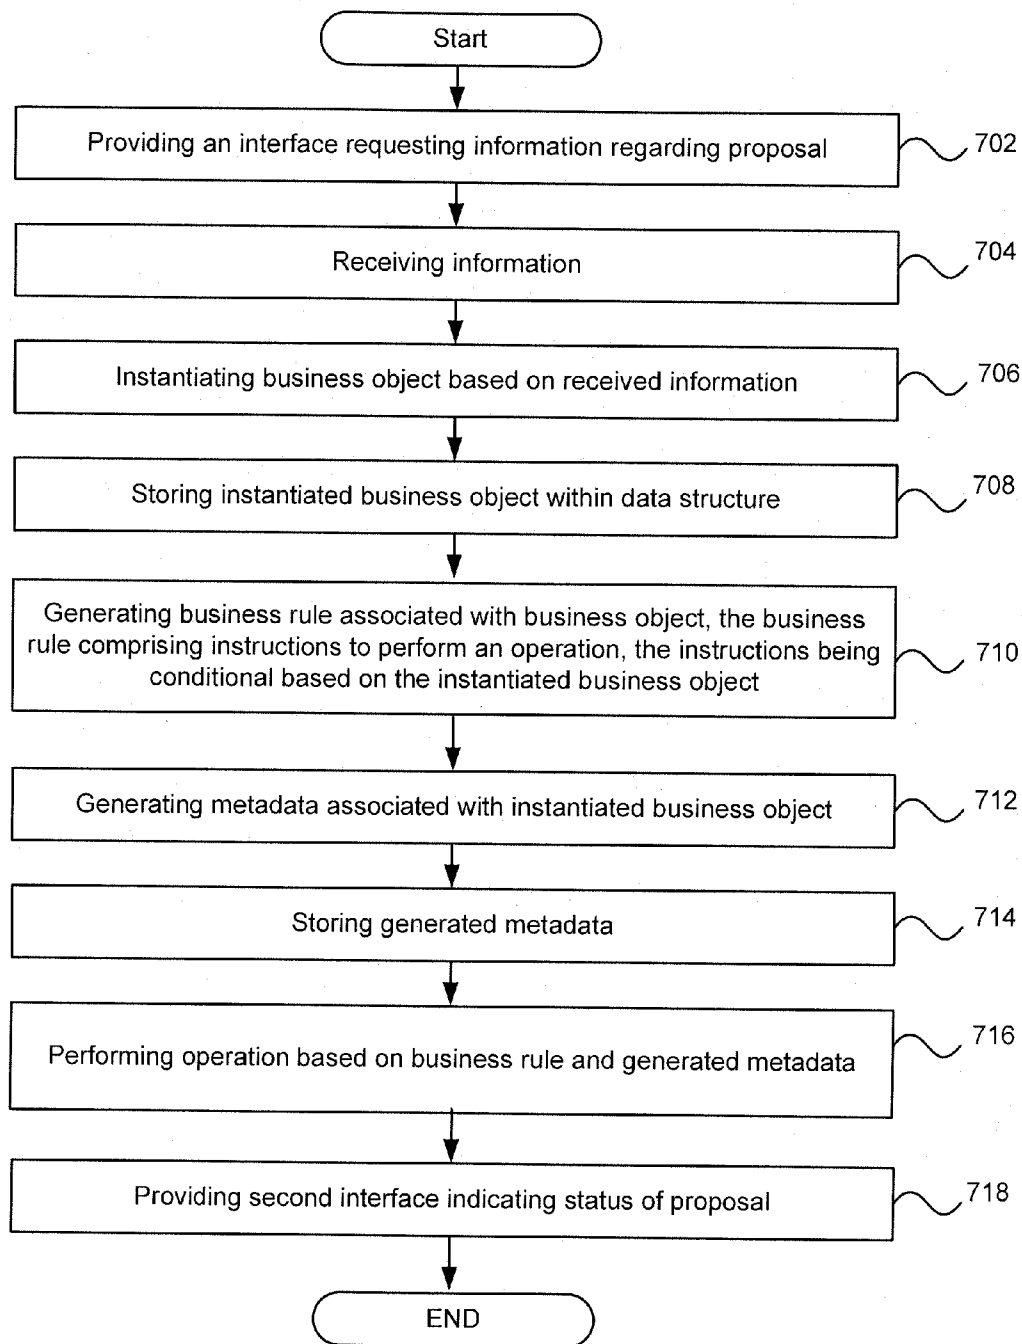 Start
Providing an interface requesting information regarding proposal
702
Receiving information
704
Instantiating business object based on received information
706
Storing instantiated business object within data structure
708
Generating business rule associated with business object, the business
rule comprising instructions to perform an operation, the instructions being
conditional based on the instantiated business object
710
Generating metadata associated with instantiated business object
712
Storing generated metadata
714
Performing operation based on business rule and generated metadata
716
Providing second interface indicating status of proposal
718
END